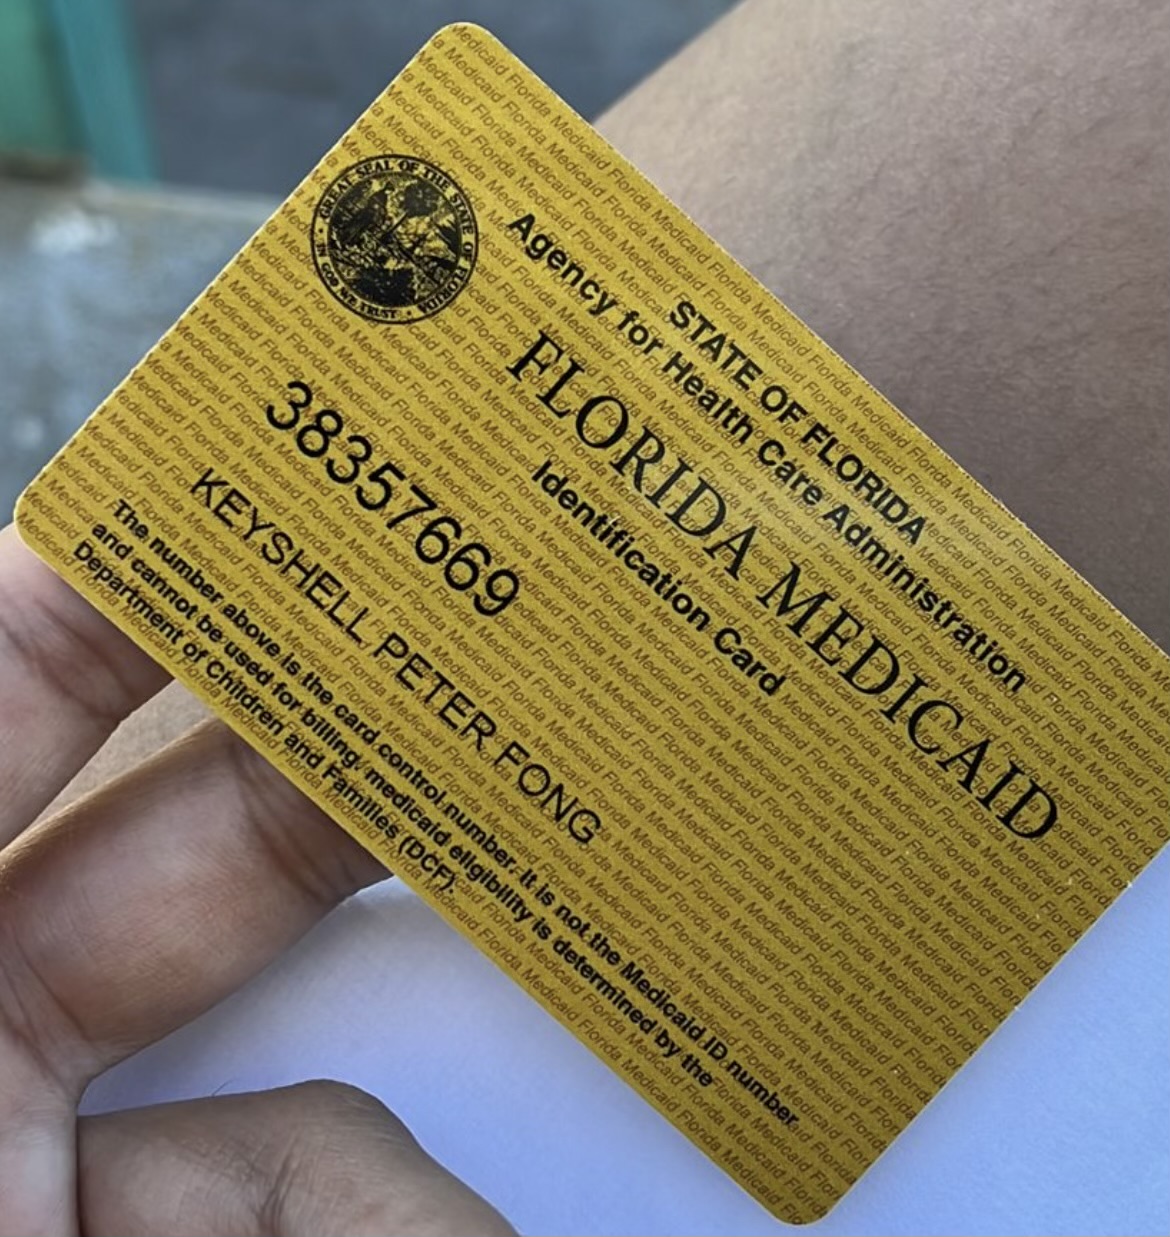 GREAT SEAL OF THE STATE OF FLORIDA
IN GOD WE TRUST
STATE OF FLORIDA
Agency for Health Care Administration
FLORIDA MEDICAID
Identification Card
38357669
KEYSHELL PETER FONG
The number above is the card control number. It is not the Medicaid ID number
and cannot be used for billing. medicaid eligibility is determined by the
Department of Children and Families (DCF).